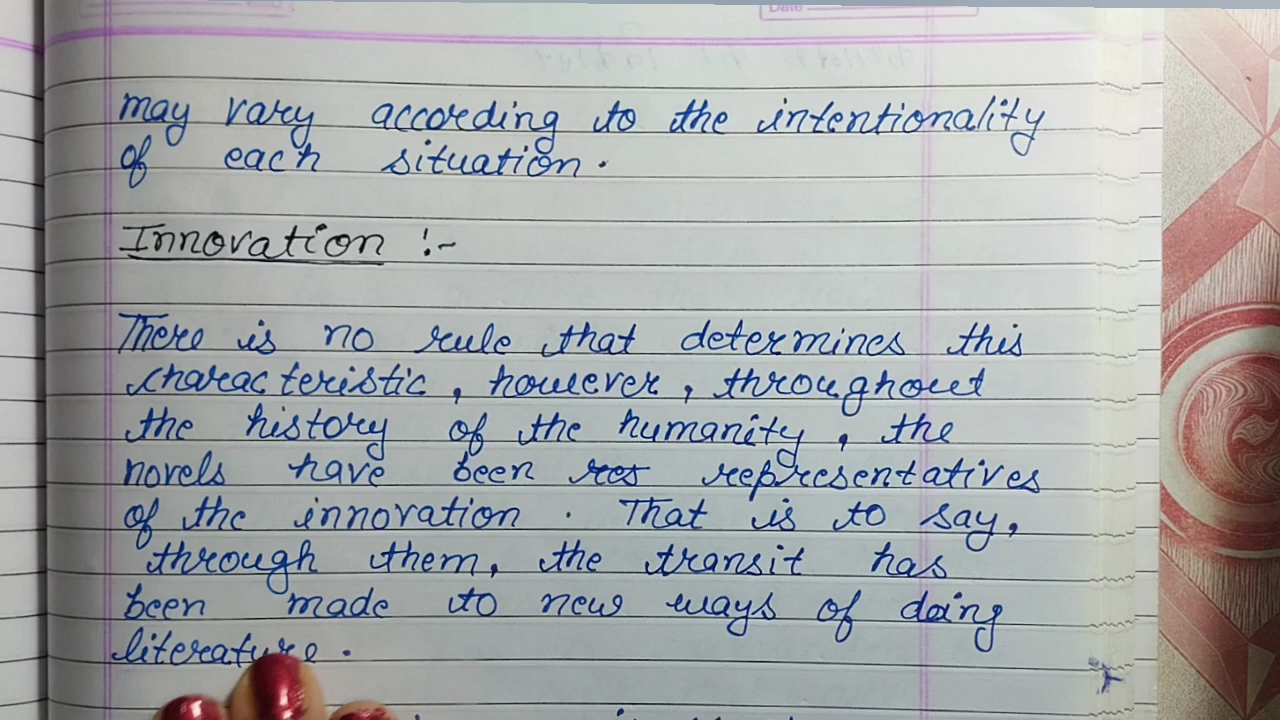 Date
may vary according to the intentionality
of each situation.
Innovation :-
There is no rule that determines this
characteristic, however, throughout
the history of the humanity, the
novels have been res representatives
of the innovation. That is to say,
through them, the transit has
been made to new ways of doing
literature.